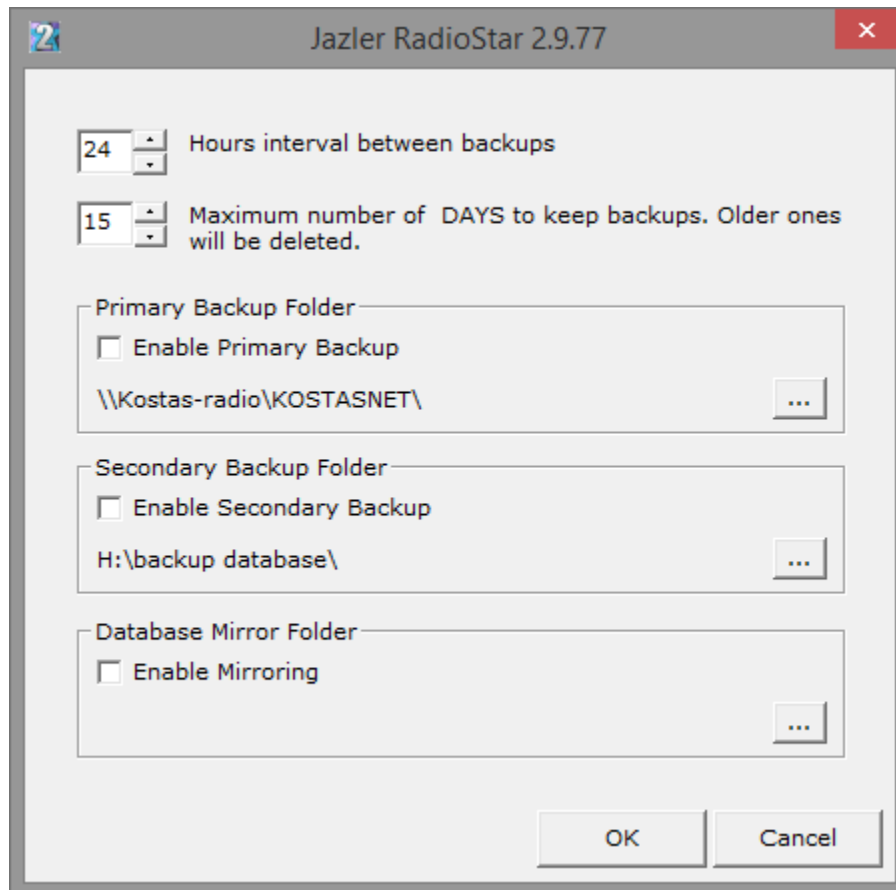 2 Jazler RadioStar 2.9.77
24 Hours interval between backups
15 Maximum number of DAYS to keep backups. Older ones
will be deleted.
Primary Backup Folder
Enable Primary Backup
\\Kostas-radio\KOSTASNET\
...
Secondary Backup Folder
Enable Secondary Backup
H:\backup database\
...
Database Mirror Folder
Enable Mirroring
...
OK Cancel